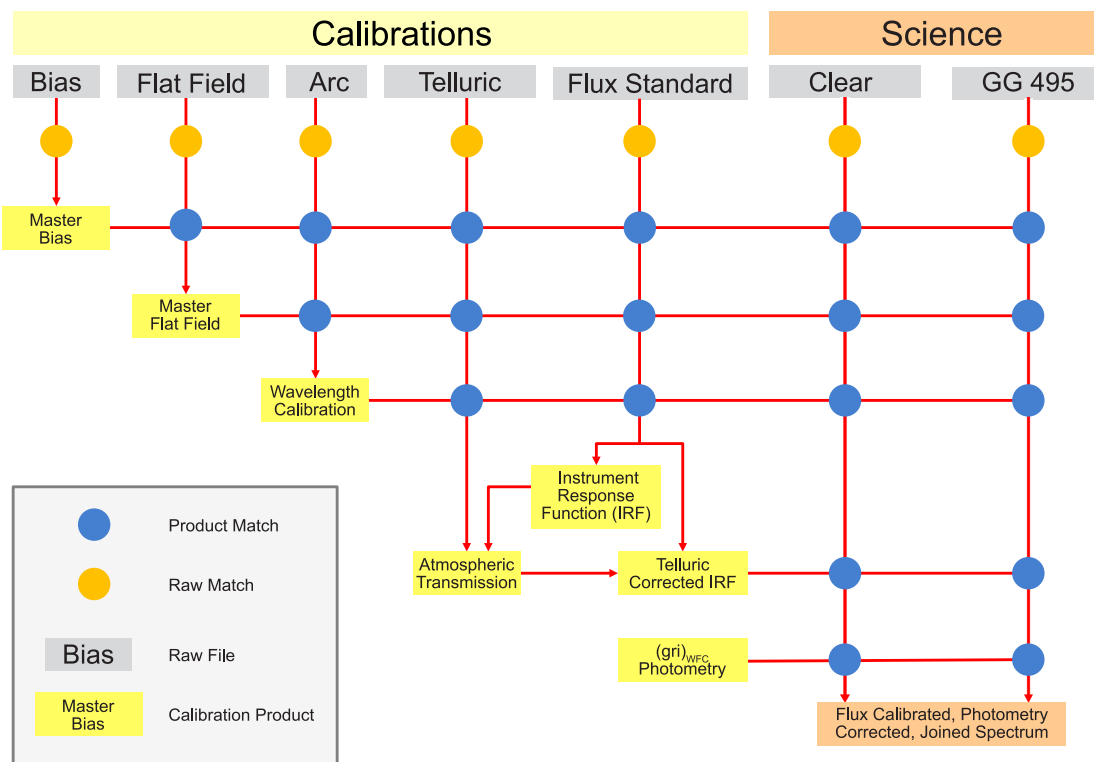 Calibrations
Science
Bias
Flat Field
Arc
Telluric
Flux Standard
Clear
GG 495
Master
Bias
Master
Flat Field
Wavelength
Calibration
Instrument
Response
Function (IRF)
Atmospheric
Transmission
Telluric
Corrected IRF
(gri)WFC
Photometry
Flux Calibrated, Photometry
Corrected, Joined Spectrum
Product Match
Raw Match
Bias
Raw File
Master
Bias
Calibration Product